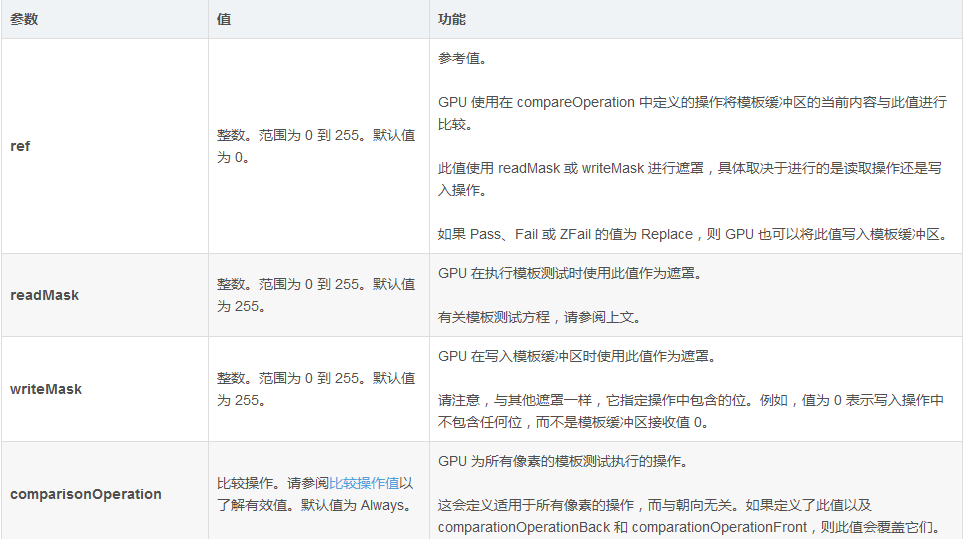 参数 值 功能
ref
整数。范围为 0 到 255。默认值
为 0。
参考值。
GPU 使用在 compareOperation 中定义的操作将模板缓冲区的当前内容与此值进行
比较。
此值使用 readMask 或 writeMask 进行遮罩，具体取决于进行的是读取操作还是写
入操作。
如果 Pass、Fail 或 ZFail 的值为 Replace，则 GPU 也可以将此值写入模板缓冲区。
readMask
整数。范围为 0 到 255。默认值
为 255。
GPU 在执行模板测试时使用此值作为遮罩。
有关模板测试方程，请参阅上文。
writeMask
整数。范围为 0 到 255。默认值
为 255。
GPU 在写入模板缓冲区时使用此值作为遮罩。
请注意，与其他遮罩一样，它指定操作中包含的位。例如，值为 0 表示写入操作中
不包含任何位，而不是模板缓冲区接收值 0。
comparisonOperation
比较操作。请参阅比较操作值以
了解有效值。默认值为 Always。
GPU 为所有像素的模板测试执行的操作。
这会定义适用于所有像素的操作，而与朝向无关。如果定义了此值以及
comparationOperationBack 和 comparationOperationFront，则此值会覆盖它们。